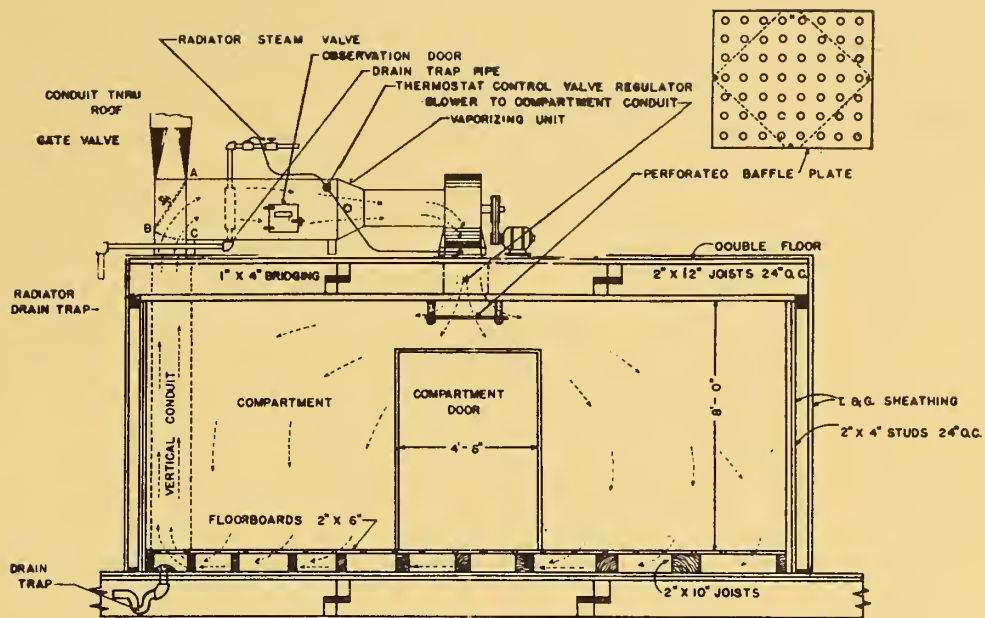 RADIATOR STEAM VALVE
OBSERVATION DOOR
DRAIN TRAP PIPE
THERMOSTAT CONTROL VALVE REGULATOR
BLOWER TO COMPARTMENT CONDUIT
VAPORIZING UNIT
CONDUIT THRU
ROOF
GATE VALVE
PERFORATED BAFFLE PLATE
A
B
C
DOUBLE FLOOR
1" X 4" BRIDGING
2" X 12" JOISTS 24" O.C.
RADIATOR
DRAIN TRAP
VERTICAL CONDUIT
COMPARTMENT
COMPARTMENT
DOOR
4'-6"
8'-0"
T. & G. SHEATHING
2" X 4" STUDS 24" O.C.
FLOORBOARDS 2" X 6"
DRAIN
TRAP
2" X 10" JOISTS